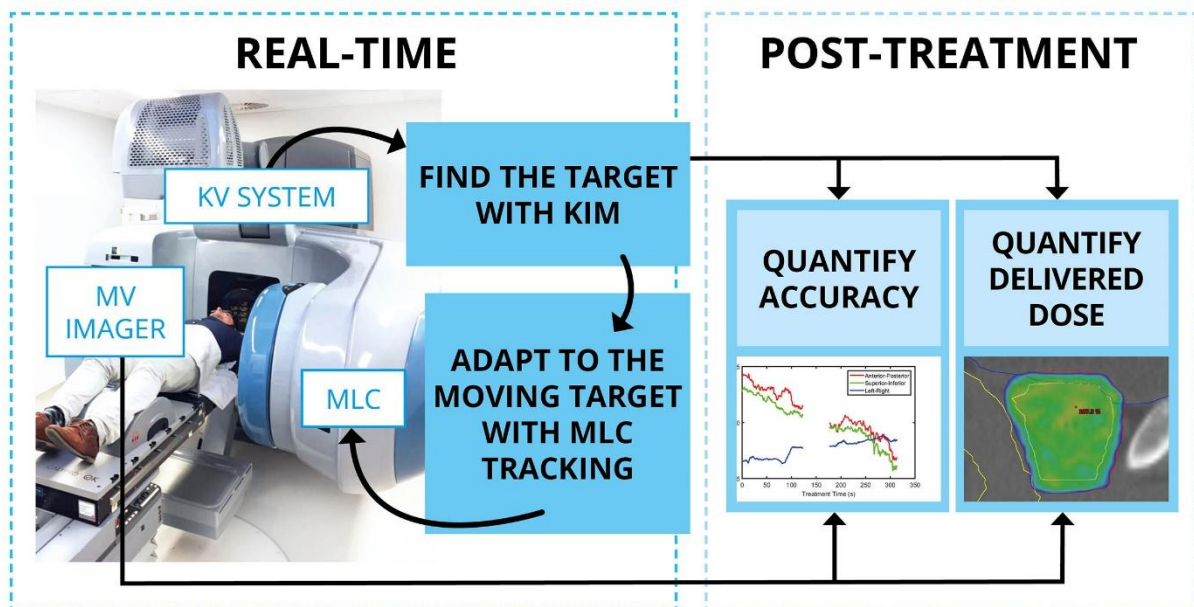 REAL-TIME
POST-TREATMENT
KV SYSTEM
FIND THE TARGET
WITH KIM
MV
IMAGER
MLC
ADAPT TO THE
MOVING TARGET
WITH MLC
TRACKING
QUANTIFY
ACCURACY
QUANTIFY
DELIVERED
DOSE
Anterior-Posterior
Superior-Inferior
Left-Right
0 50 100 150 200 250 300 350
Treatment Time (s)